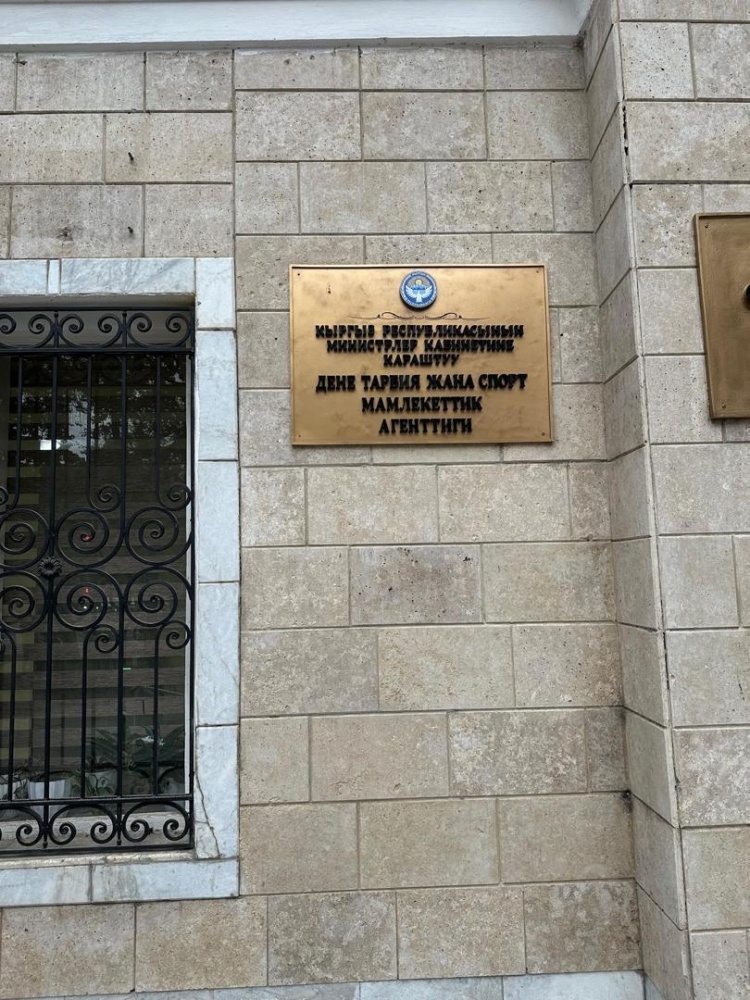 КЫРГЫЗ РЕСПУБЛИКАСЫНЫН
МИНИСТРЛЕР КАБИНЕТИНЕ
КАРАШТУУ
ДЕНЕ ТАРБИЯ ЖАНА СПОРТ
МАМЛЕКЕТТИК
АГЕНТТИГИ